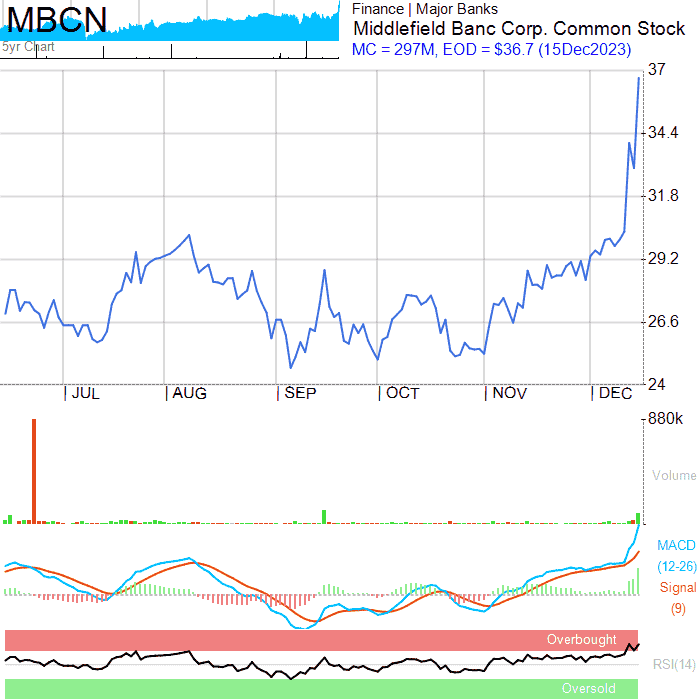 MBCN
5yr Chart
Finance | Major Banks
Middlefield Banc Corp. Common Stock
MC = 297M, EOD = $36.7 (15Dec2023)
37
34.4
31.8
29.2
26.6
24
JUL AUG SEP OCT NOV DEC
880k
Volume
MACD
(12-26)
Signal
(9)
Overbought
RSI(14)
Oversold